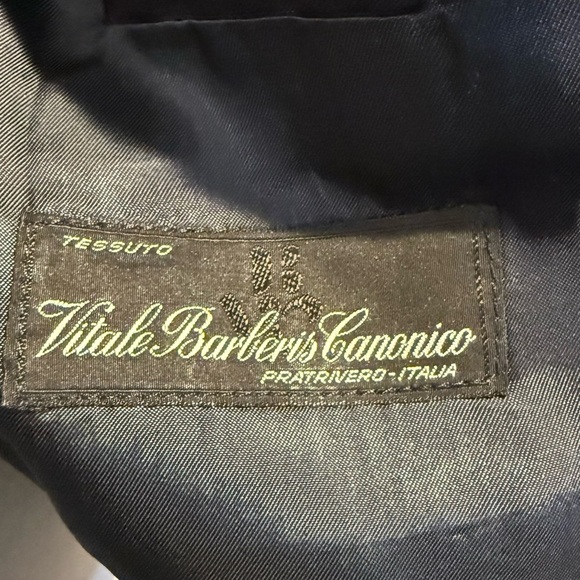 TESSUTO
Vitale Barberis Canonico
PRATRIVERO-ITALIA